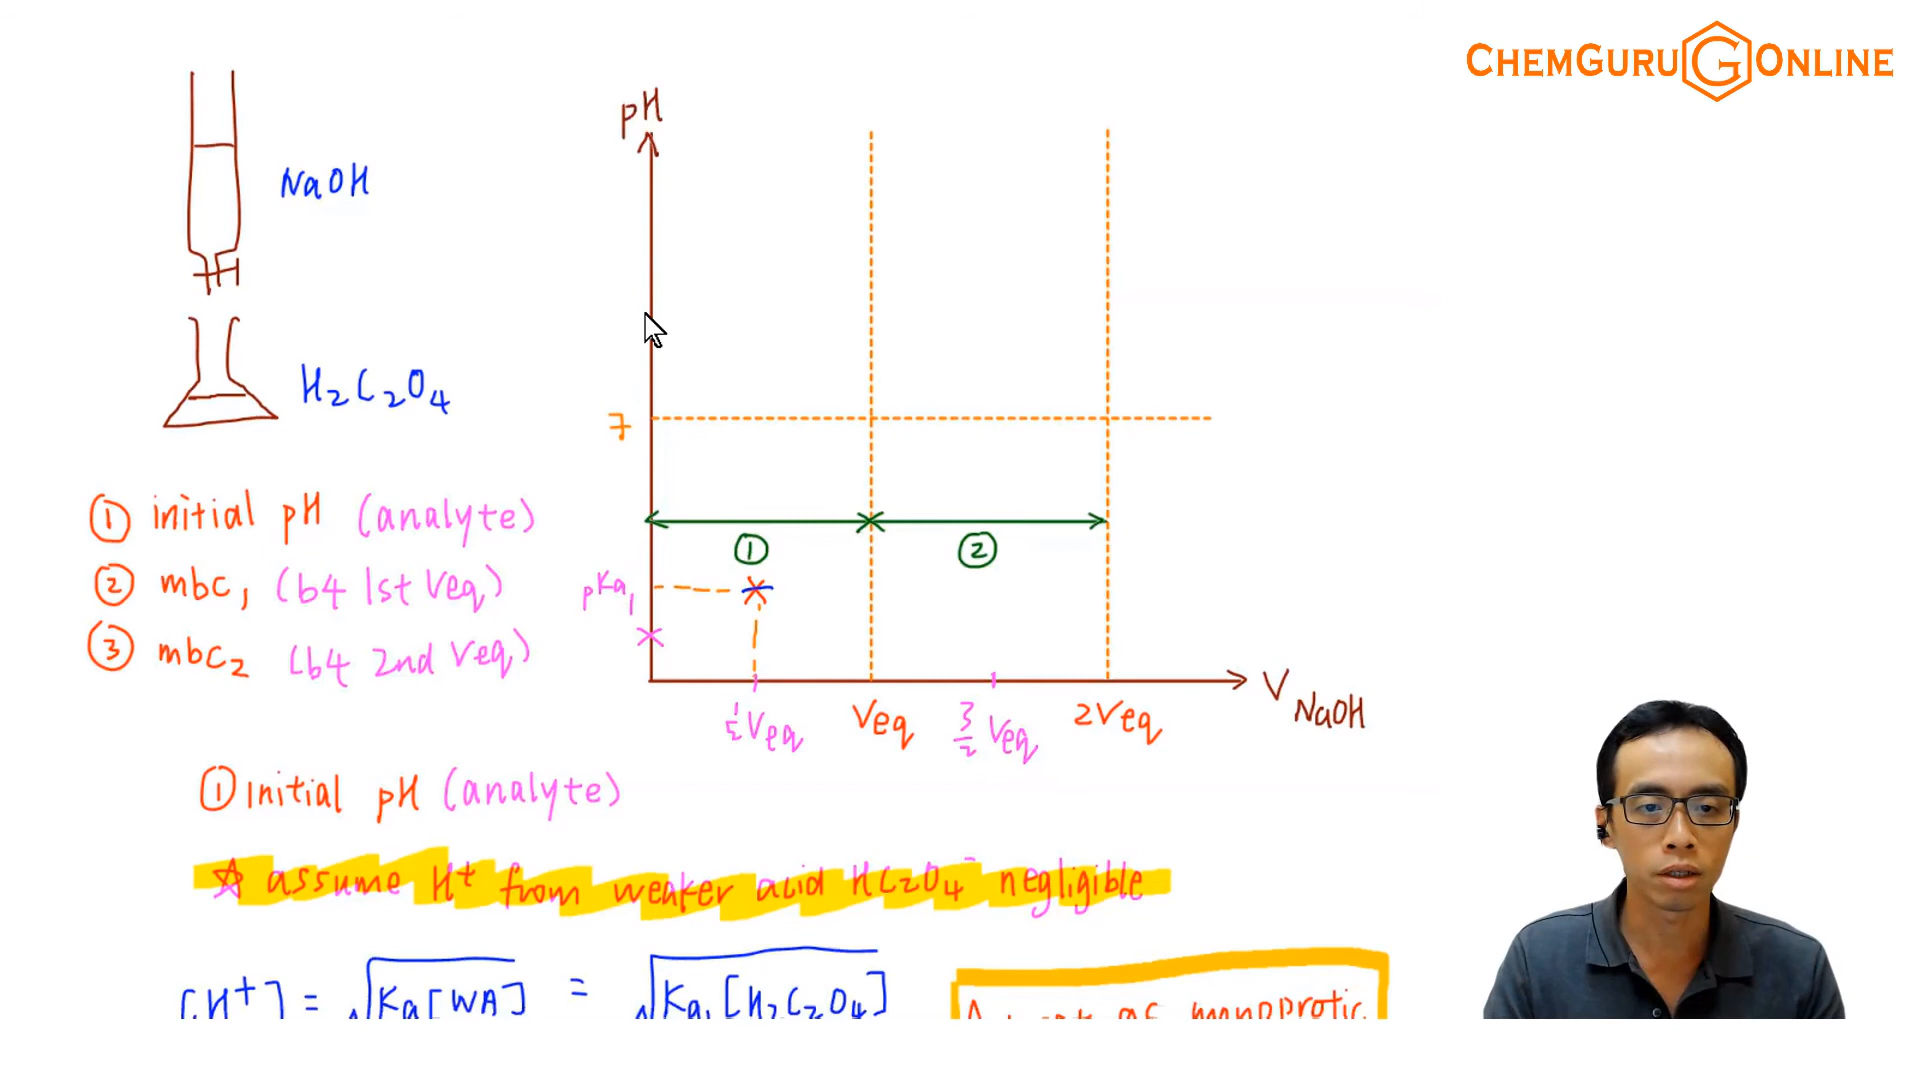 CHEMGURU G ONLINE
pH
NaOH
H₂C₂O₄
7
① initial pH (analyte)
② mbc₁ (b4 1st Veq)
③ mbc₂ (b4 2nd Veq)
① ②
pKa₁
½Veq Veq 3/2 Veq 2Veq
V NaOH
① Initial pH (analyte)
☆ assume H⁺ from weaker acid HC₂O₄⁻ negligible
[H⁺] = √Ka[WA] = √Ka₁[H₂C₂O₄]
monoprotic